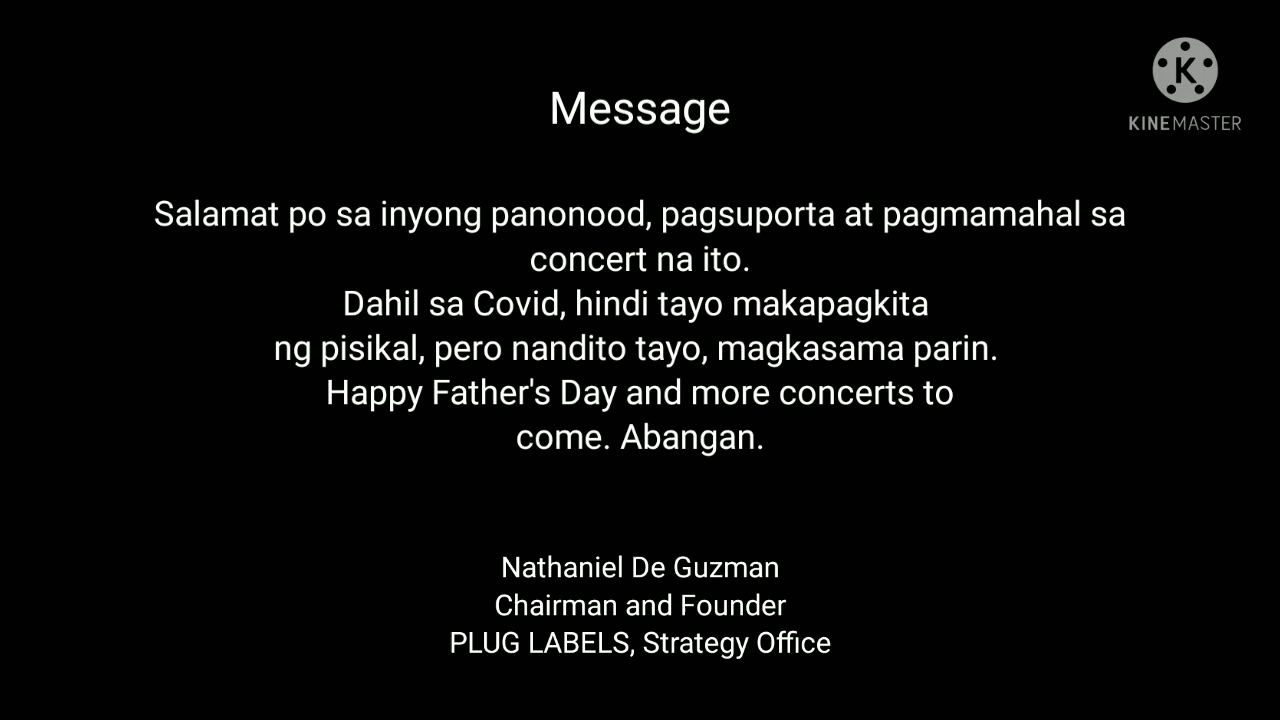 KINEMASTER
Message
Salamat po sa inyong panonood, pagsuporta at pagmamahal sa
concert na ito.
Dahil sa Covid, hindi tayo makapagkita
ng pisikal, pero nandito tayo, magkasama parin.
Happy Father's Day and more concerts to
come. Abangan.
Nathaniel De Guzman
Chairman and Founder
PLUG LABELS, Strategy Office